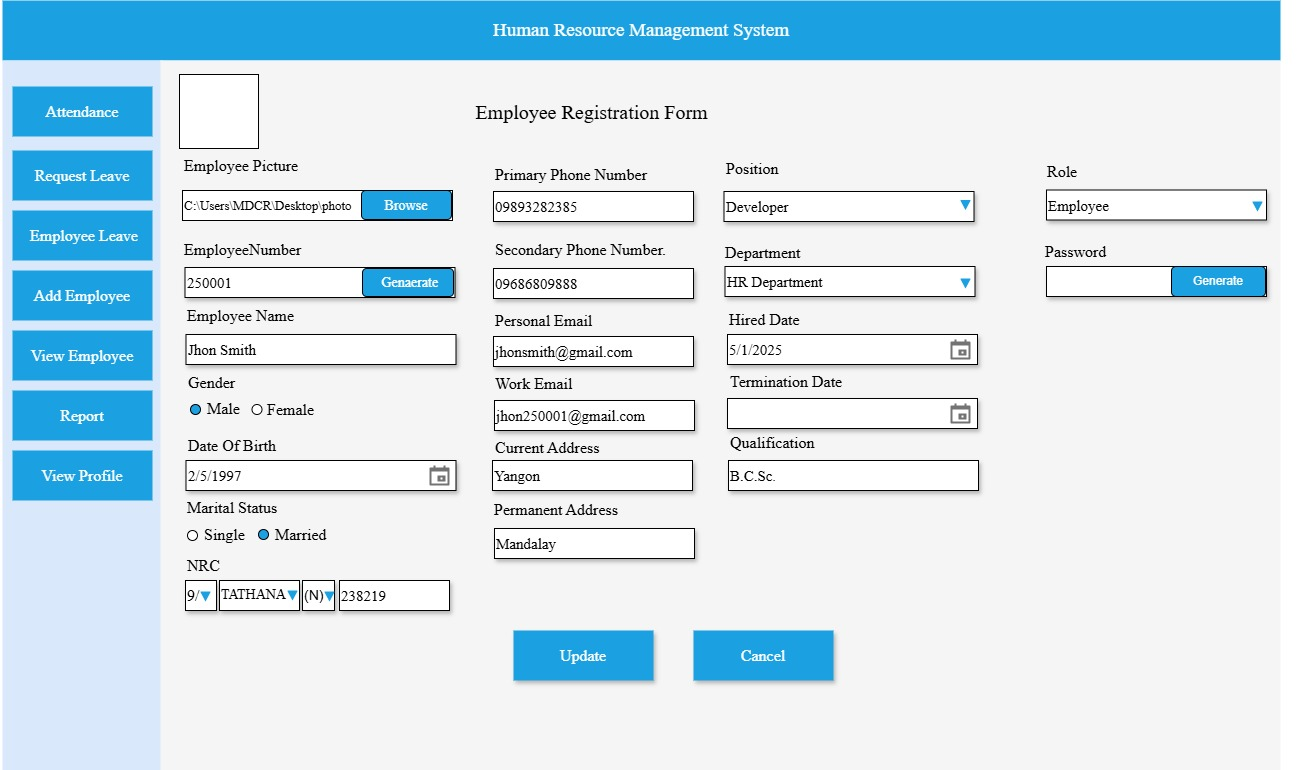 Human Resource Management System
Attendance
Request Leave
Employee Leave
Add Employee
View Employee
Report
View Profile
Employee Registration Form
Employee Picture
C:\Users\MDCR\Desktop\photo Browse
EmployeeNumber
250001 Genaerate
Employee Name
Jhon Smith
Gender
Male Female
Date Of Birth
2/5/1997
Marital Status
Single Married
NRC
9/ TATHANA (N) 238219
Primary Phone Number
09893282385
Secondary Phone Number.
09686809888
Personal Email
jhonsmith@gmail.com
Work Email
jhon250001@gmail.com
Current Address
Yangon
Permanent Address
Mandalay
Position
Developer
Department
HR Department
Hired Date
5/1/2025
Termination Date
Qualification
B.C.Sc.
Role
Employee
Password
Generate
Update Cancel